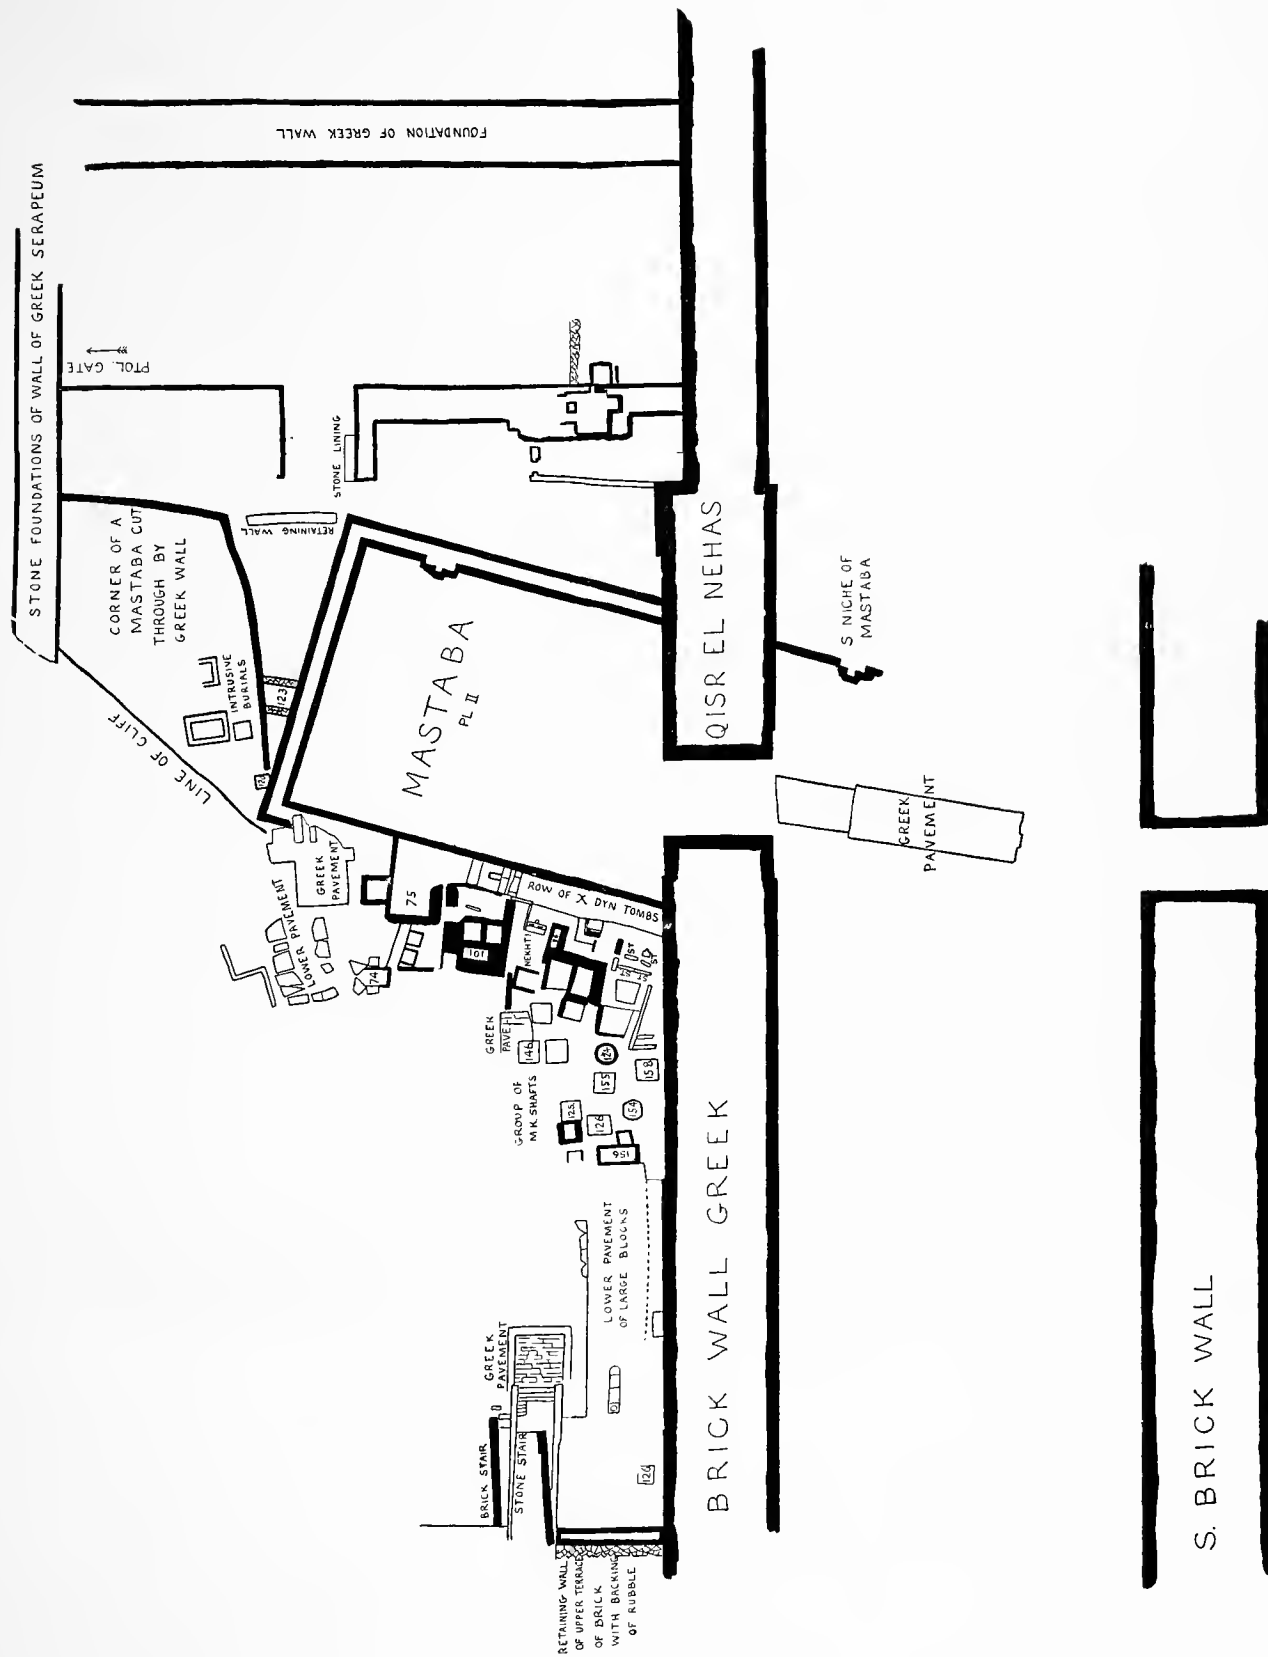 STONE FOUNDATIONS OF WALL OF GREEK SERAPEUM
FOUNDATION OF GREEK WALL
PTOL. GATE
CORNER OF A
MASTABA CUT
THROUGH BY
GREEK WALL
INTRUSIVE
BURIALS
LINE OF CLIFF
RETAINING WALL
STONE LINING
123
MASTABA
PL II
QISR EL NEHAS
S NICHE OF
MASTABA
GREEK
PAVEMENT
GREEK
PAVEMENT
LOWER PAVEMENT
75
74
101
ROW OF X DYN TOMBS
NEKHTI
ST
ST
GREEK
PAVE
146
124
155
158
GROUP OF
M.K. SHAFTS
125
126
154
156
LOWER PAVEMENT
OF LARGE BLOCKS
GREEK
PAVEMENT
BRICK STAIR
STONE STAIR
126
RETAINING WALL
OF UPPER TERRACE
OF BRICK
WITH BACKING
OF RUBBLE
BRICK WALL GREEK
S. BRICK WALL